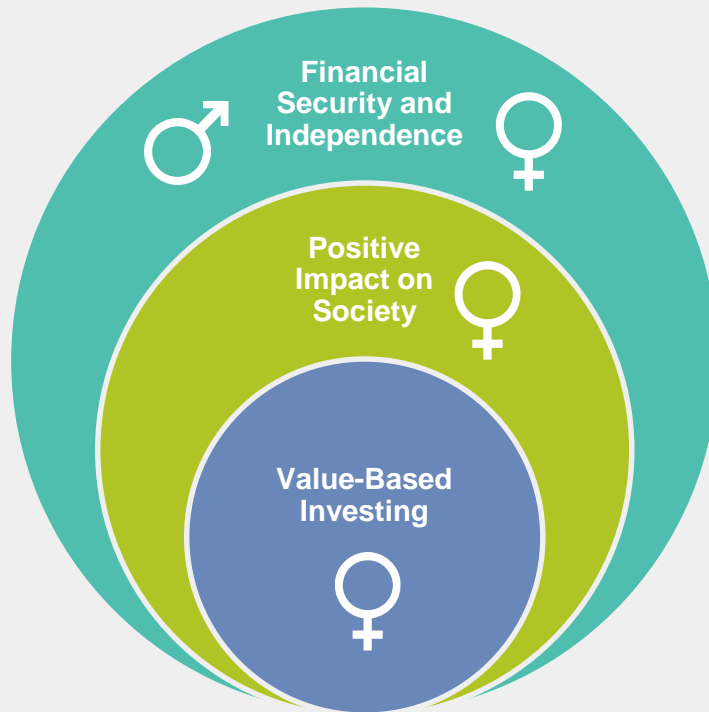 Financial
Security and
Independence
Positive
Impact on
Society
Value-Based
Investing